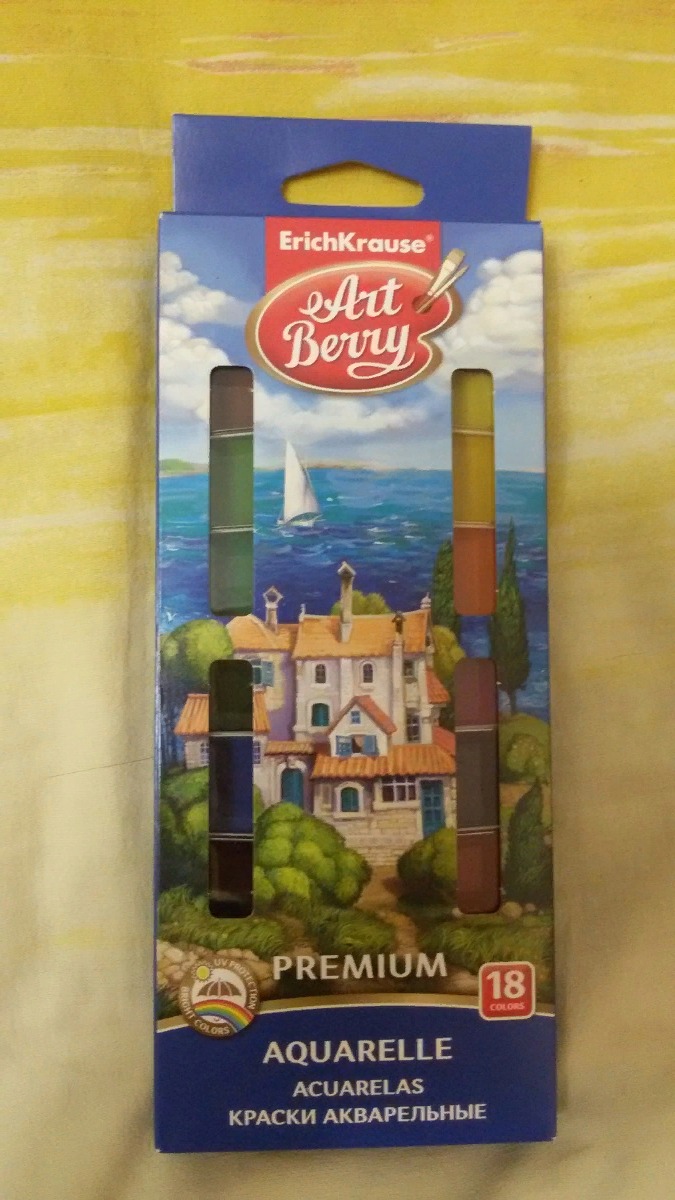 ErichKrause®
Art
Berry
PREMIUM
UV PROTECTION
BRIGHT COLORS
18
COLORS
AQUARELLE
ACUARELAS
КРАСКИ АКВАРЕЛЬНЫЕ